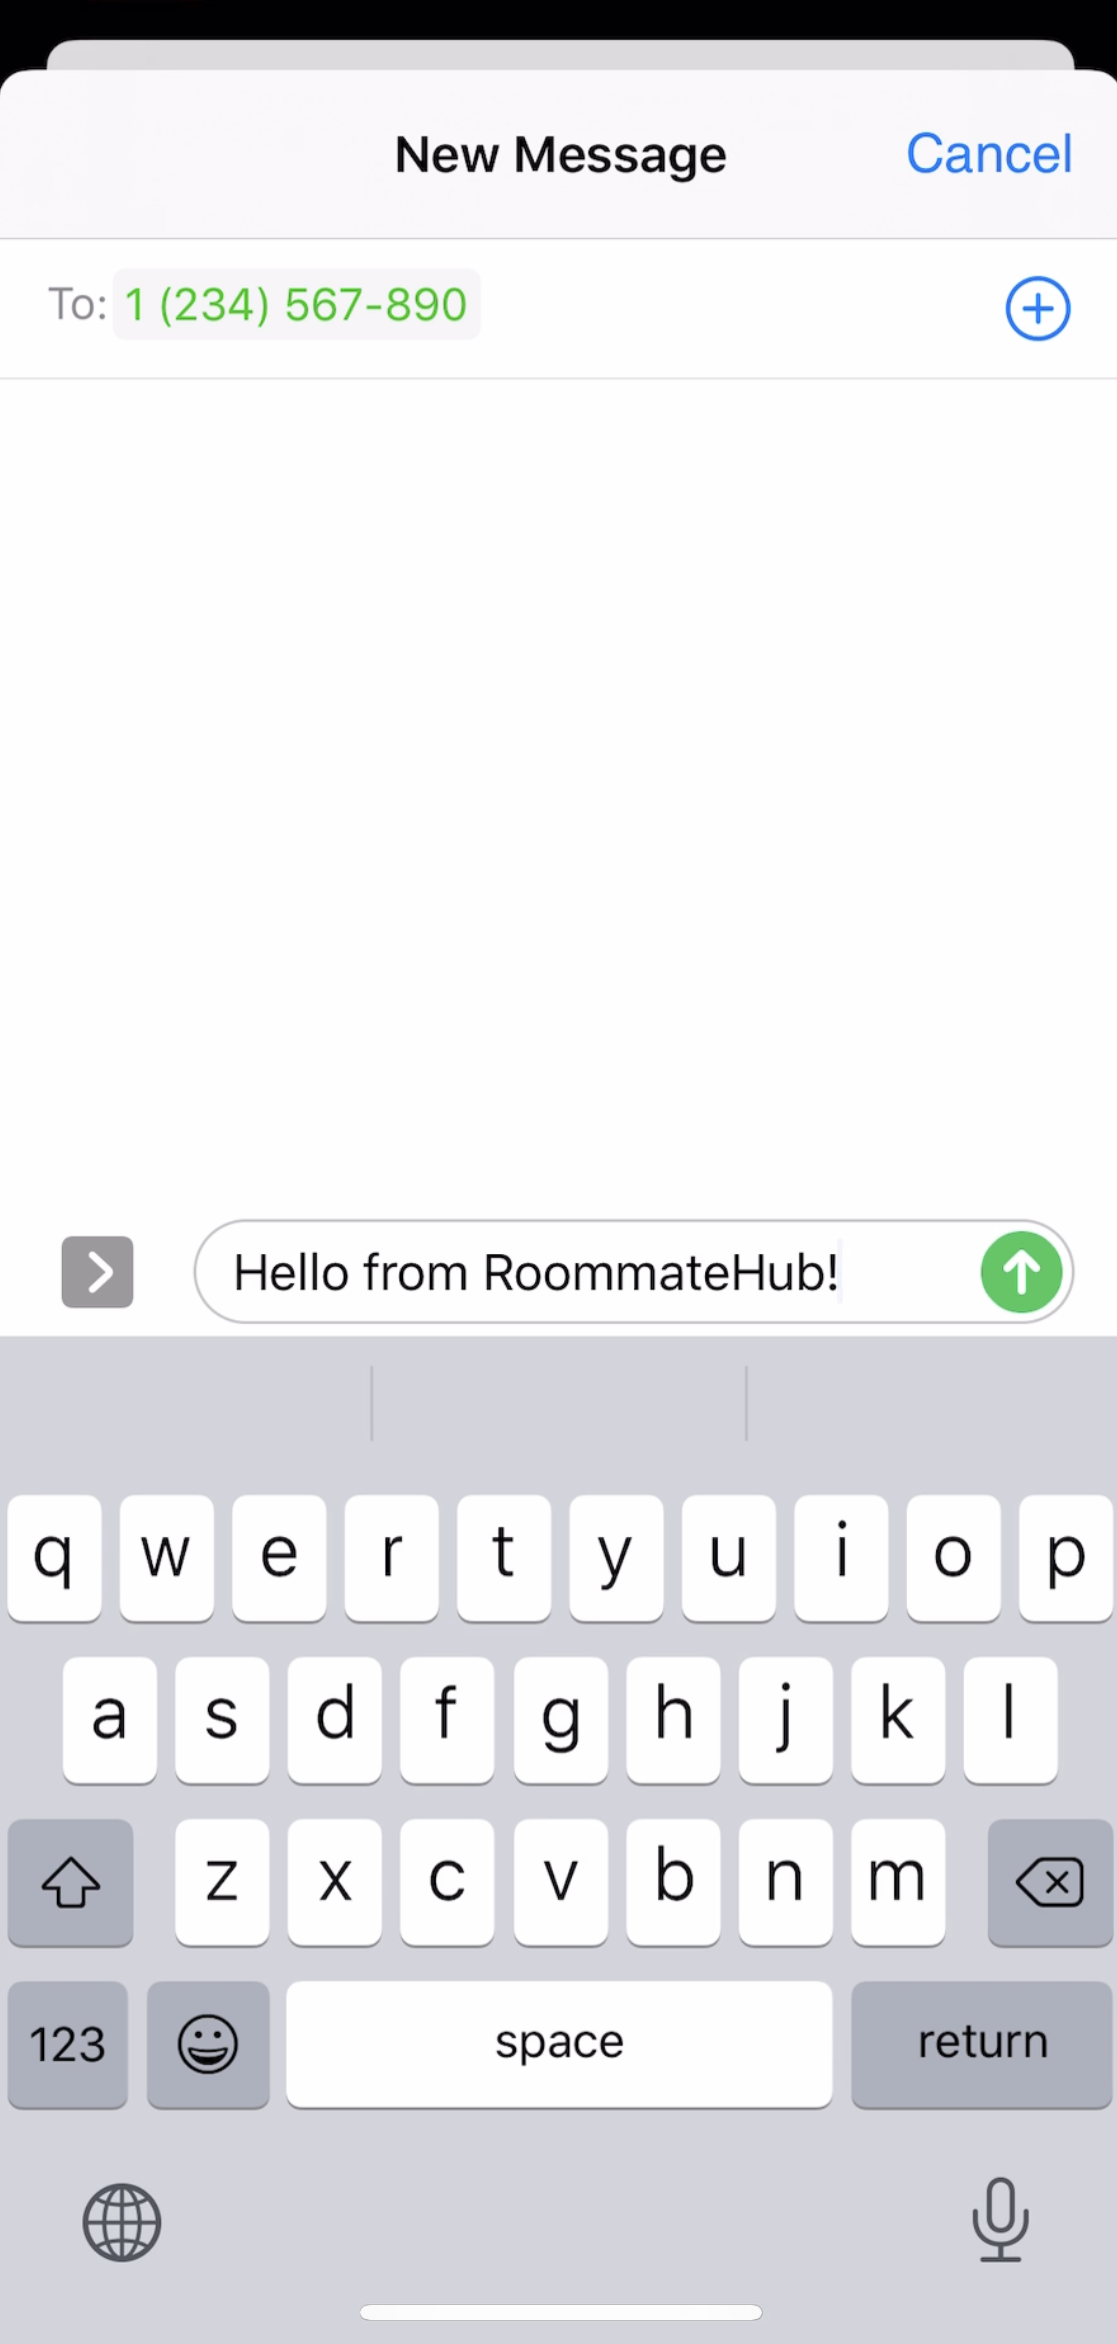 New Message
Cancel
To: 1 (234) 567-890
Hello from RoommateHub!
q w e r t y u i o p
a s d f g h j k l
z x c v b n m
123 space return